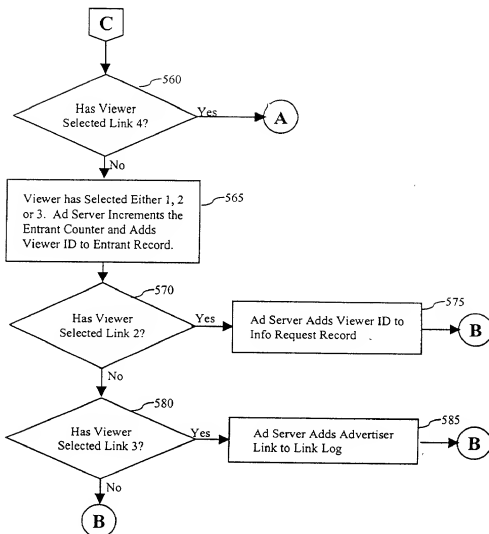 C
560
Has Viewer
Selected Link 4?
Yes
A
No
Viewer has Selected Either 1, 2
or 3. Ad Server Increments the
Entrant Counter and Adds
Viewer ID to Entrant Record.
565
570
Has Viewer
Selected Link 2?
Yes
Ad Server Adds Viewer ID to
Info Request Record
575
B
No
580
Has Viewer
Selected Link 3?
Yes
Ad Server Adds Advertiser
Link to Link Log
585
B
No
B